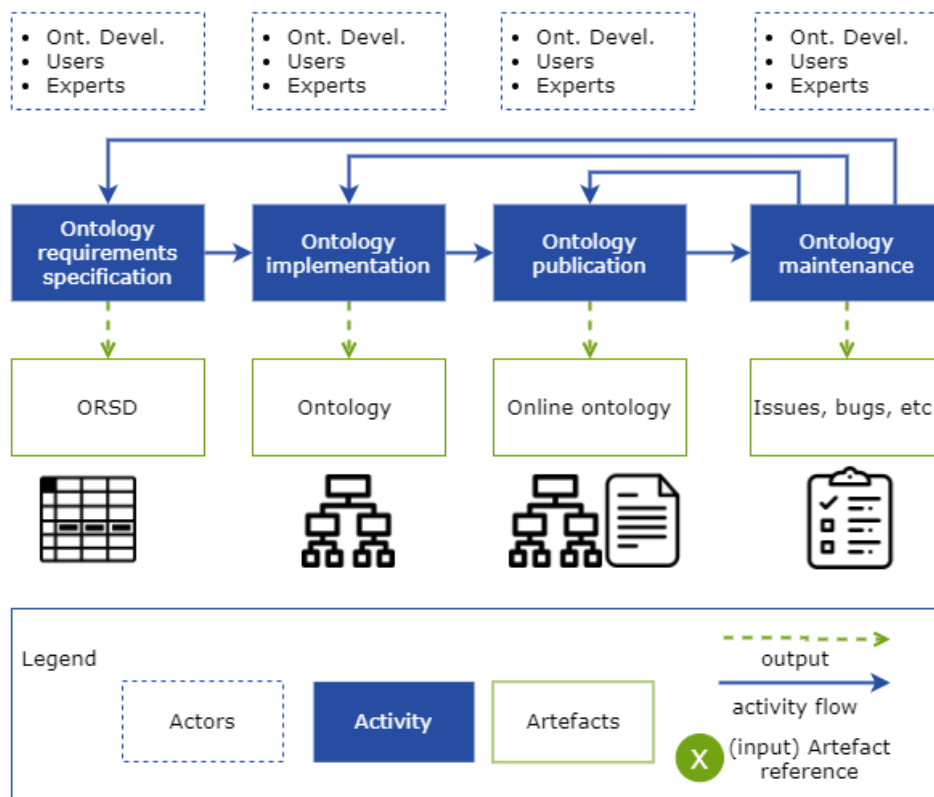 • Ont. Devel.
• Users
• Experts
• Ont. Devel.
• Users
• Experts
• Ont. Devel.
• Users
• Experts
• Ont. Devel.
• Users
• Experts
Ontology
requirements
specification
Ontology
implementation
Ontology
publication
Ontology
maintenance
ORSD
Ontology
Online ontology
Issues, bugs, etc.
Legend
Actors
Activity
Artefacts
output
activity flow
X
(input) Artefact
reference